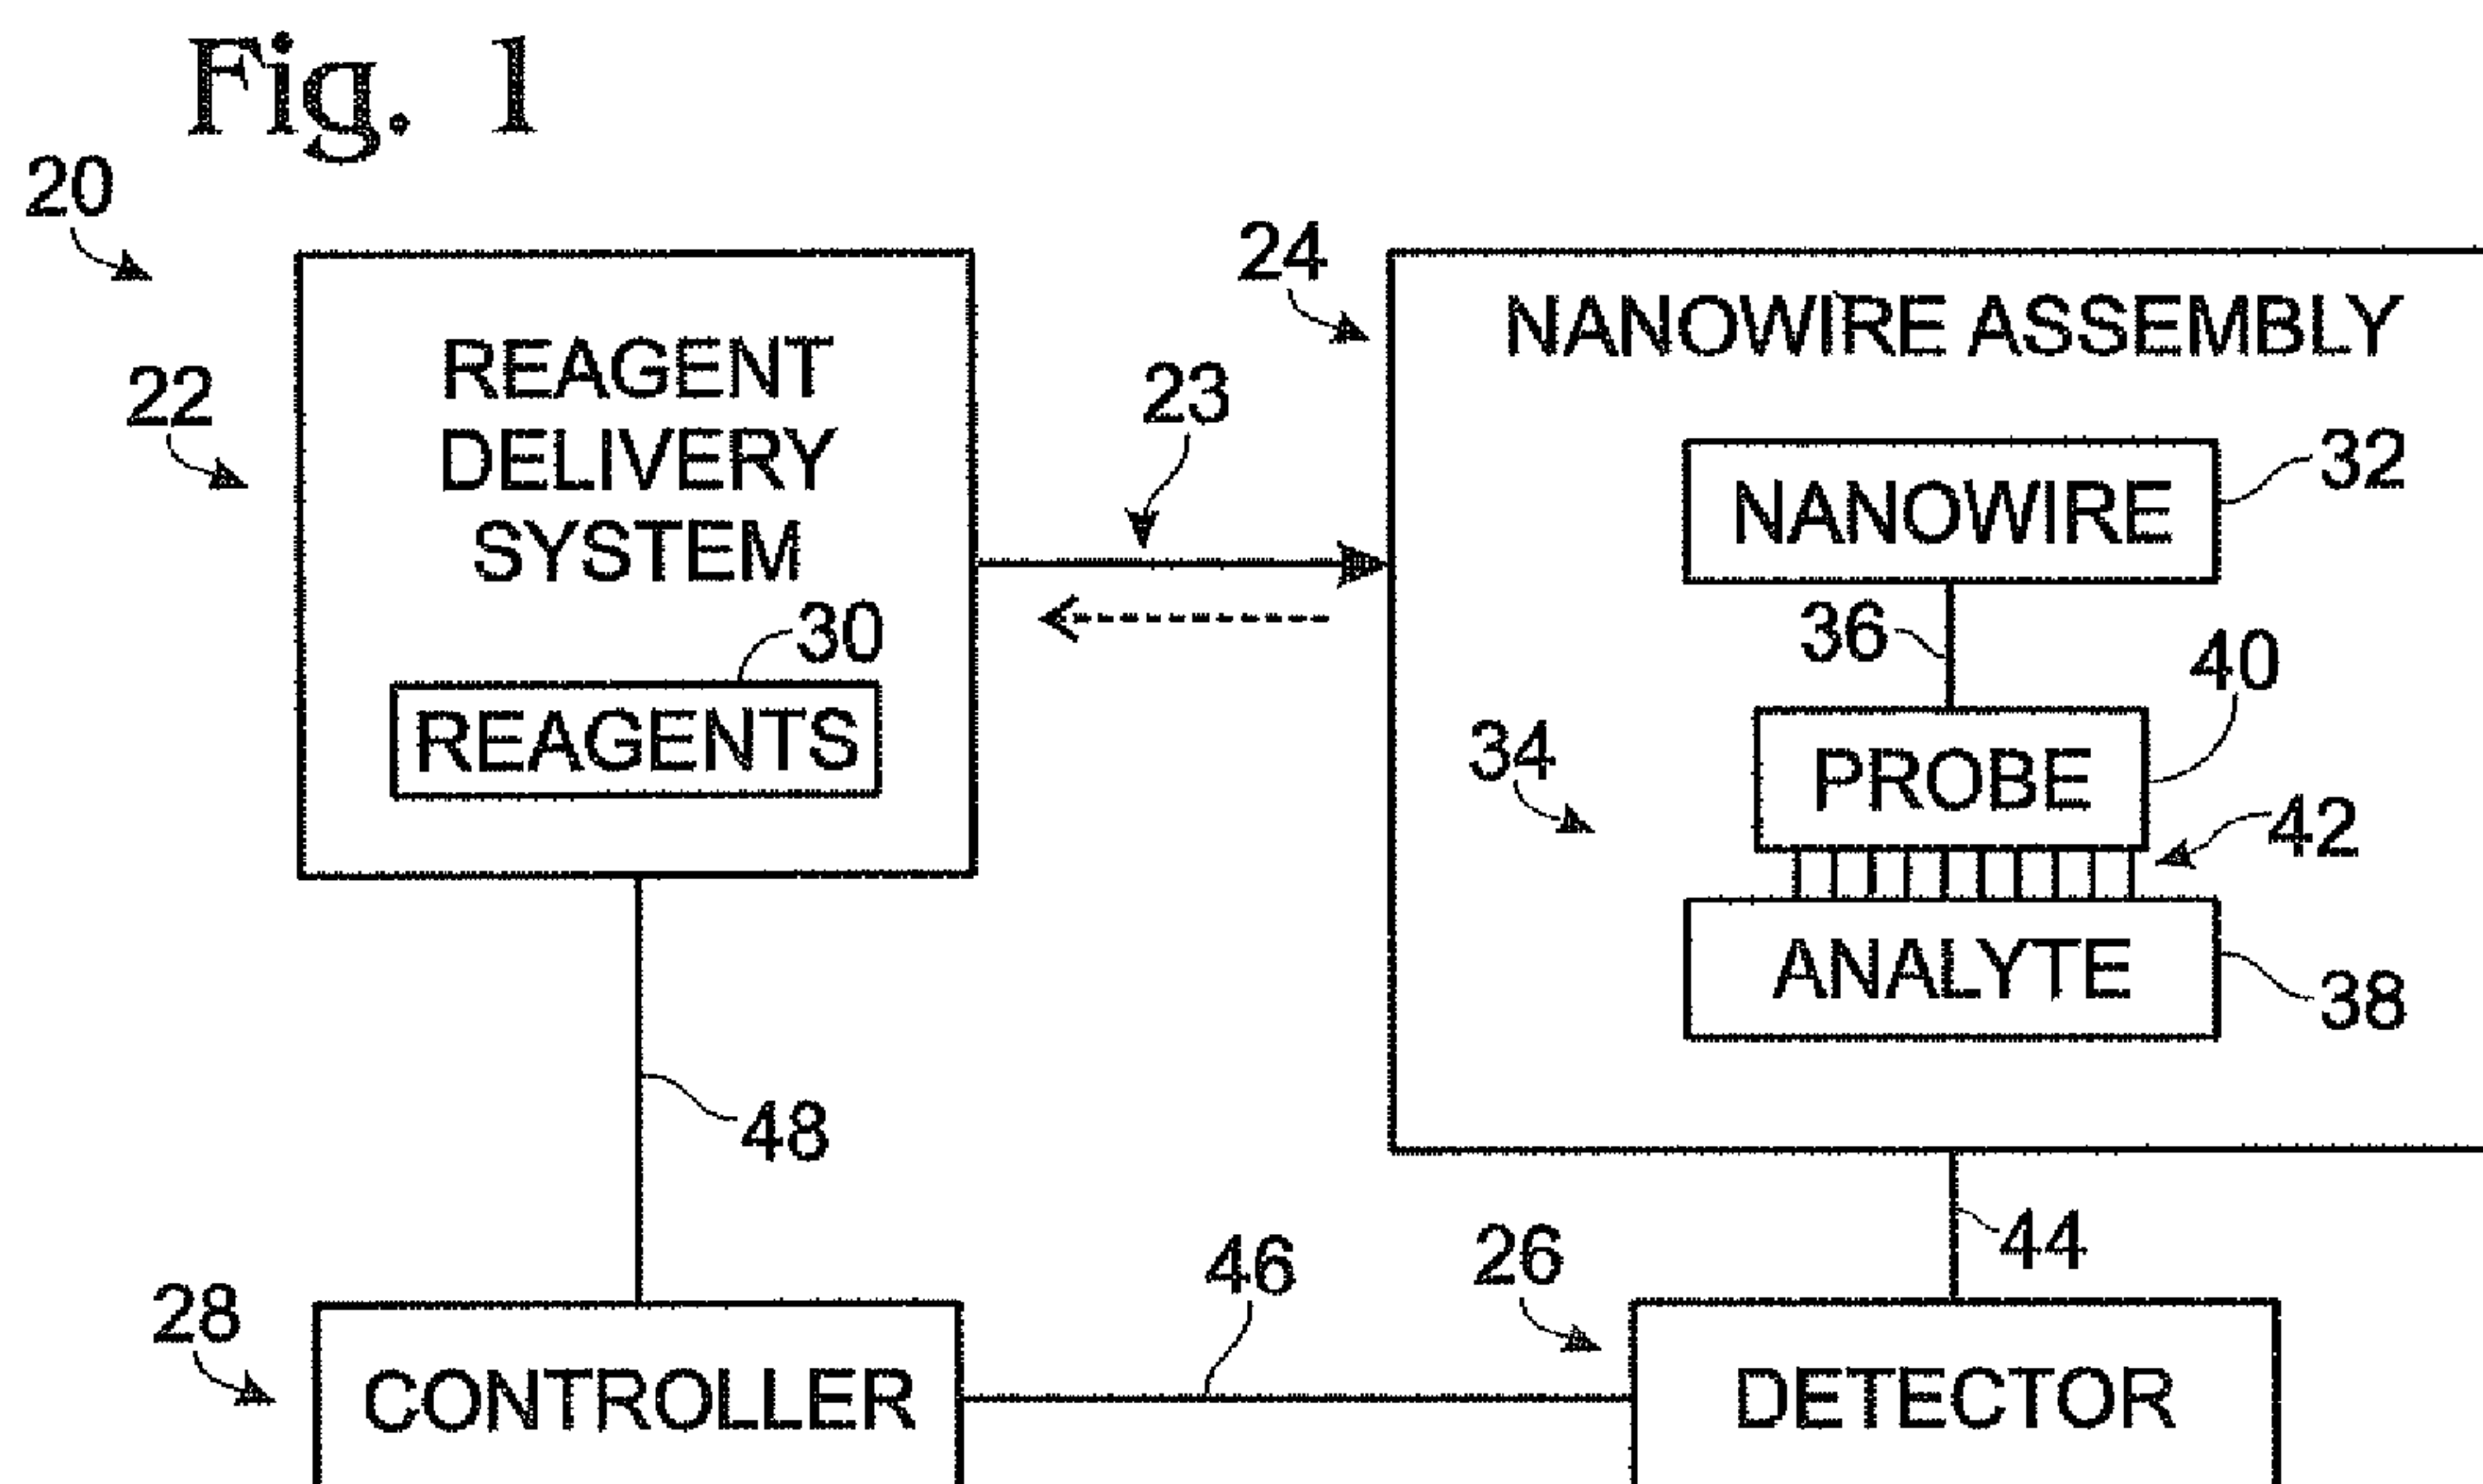 Fig. 1
20
22
REAGENT
DELIVERY
SYSTEM
30
REAGENTS
23
24
NANOWIRE ASSEMBLY
NANOWIRE
32
36
40
34
PROBE
42
ANALYTE
38
48
44
46
26
28
CONTROLLER
DETECTOR